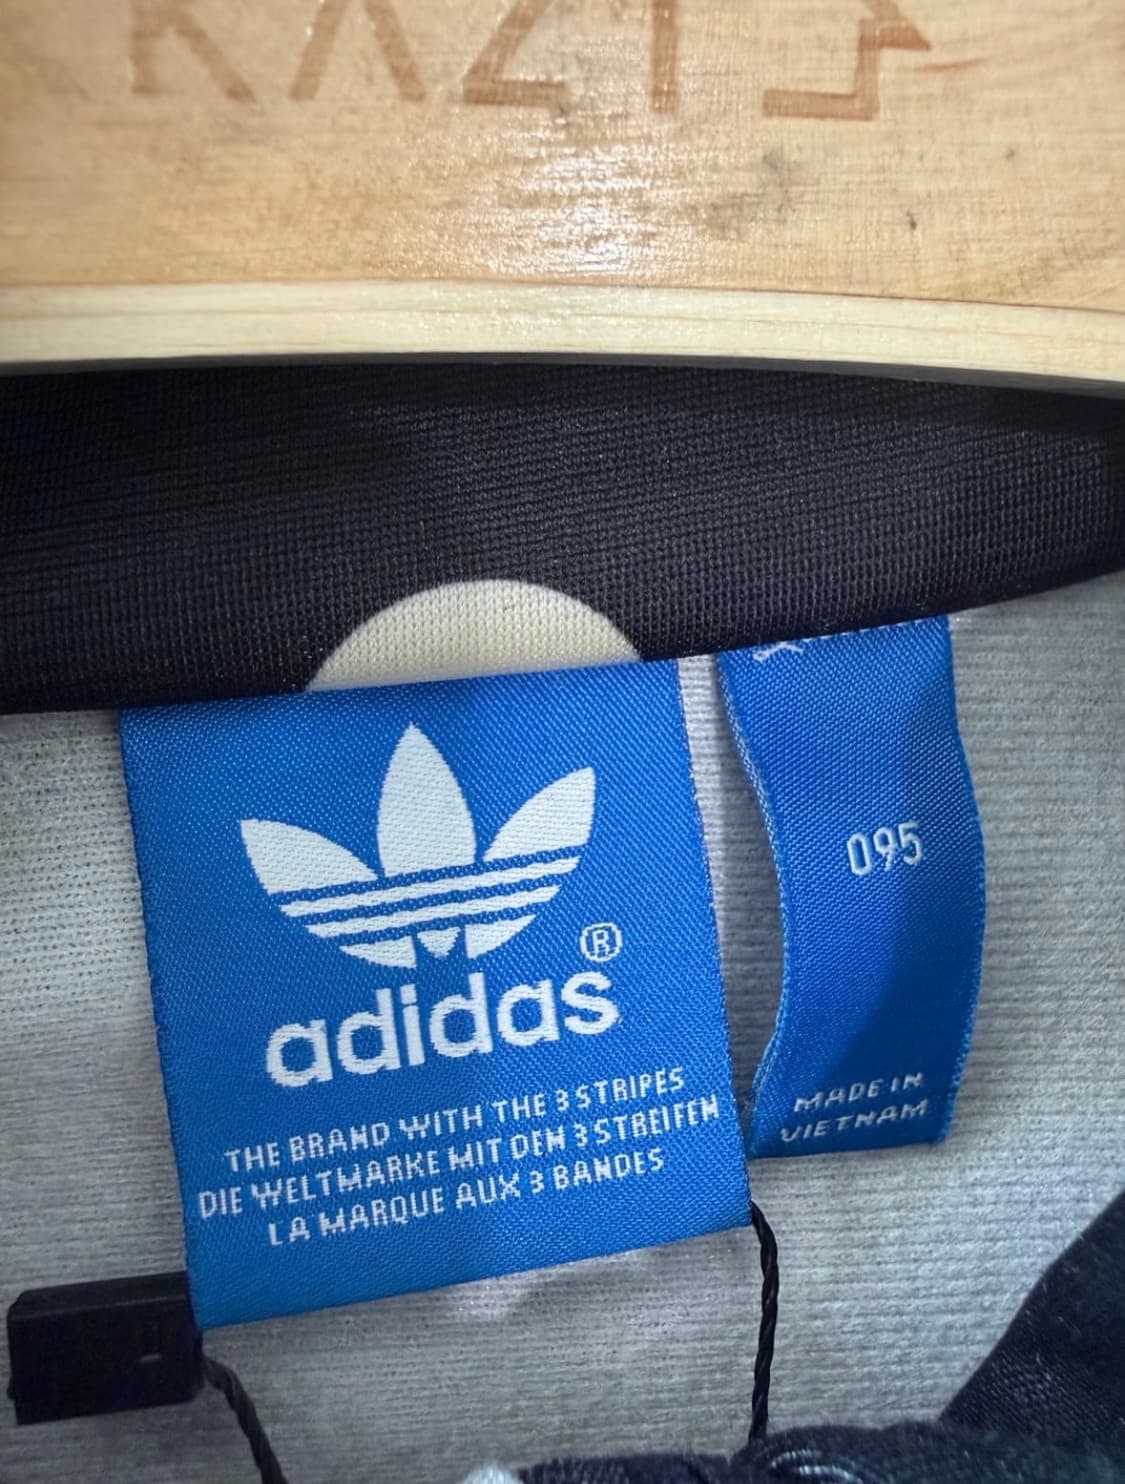 adidas®
THE BRAND WITH THE 3 STRIPES
DIE WELTMARKE MIT DEN 3 STREIFEN
LA MARQUE AUX 3 BANDES
095
MADE IN
VIETNAM